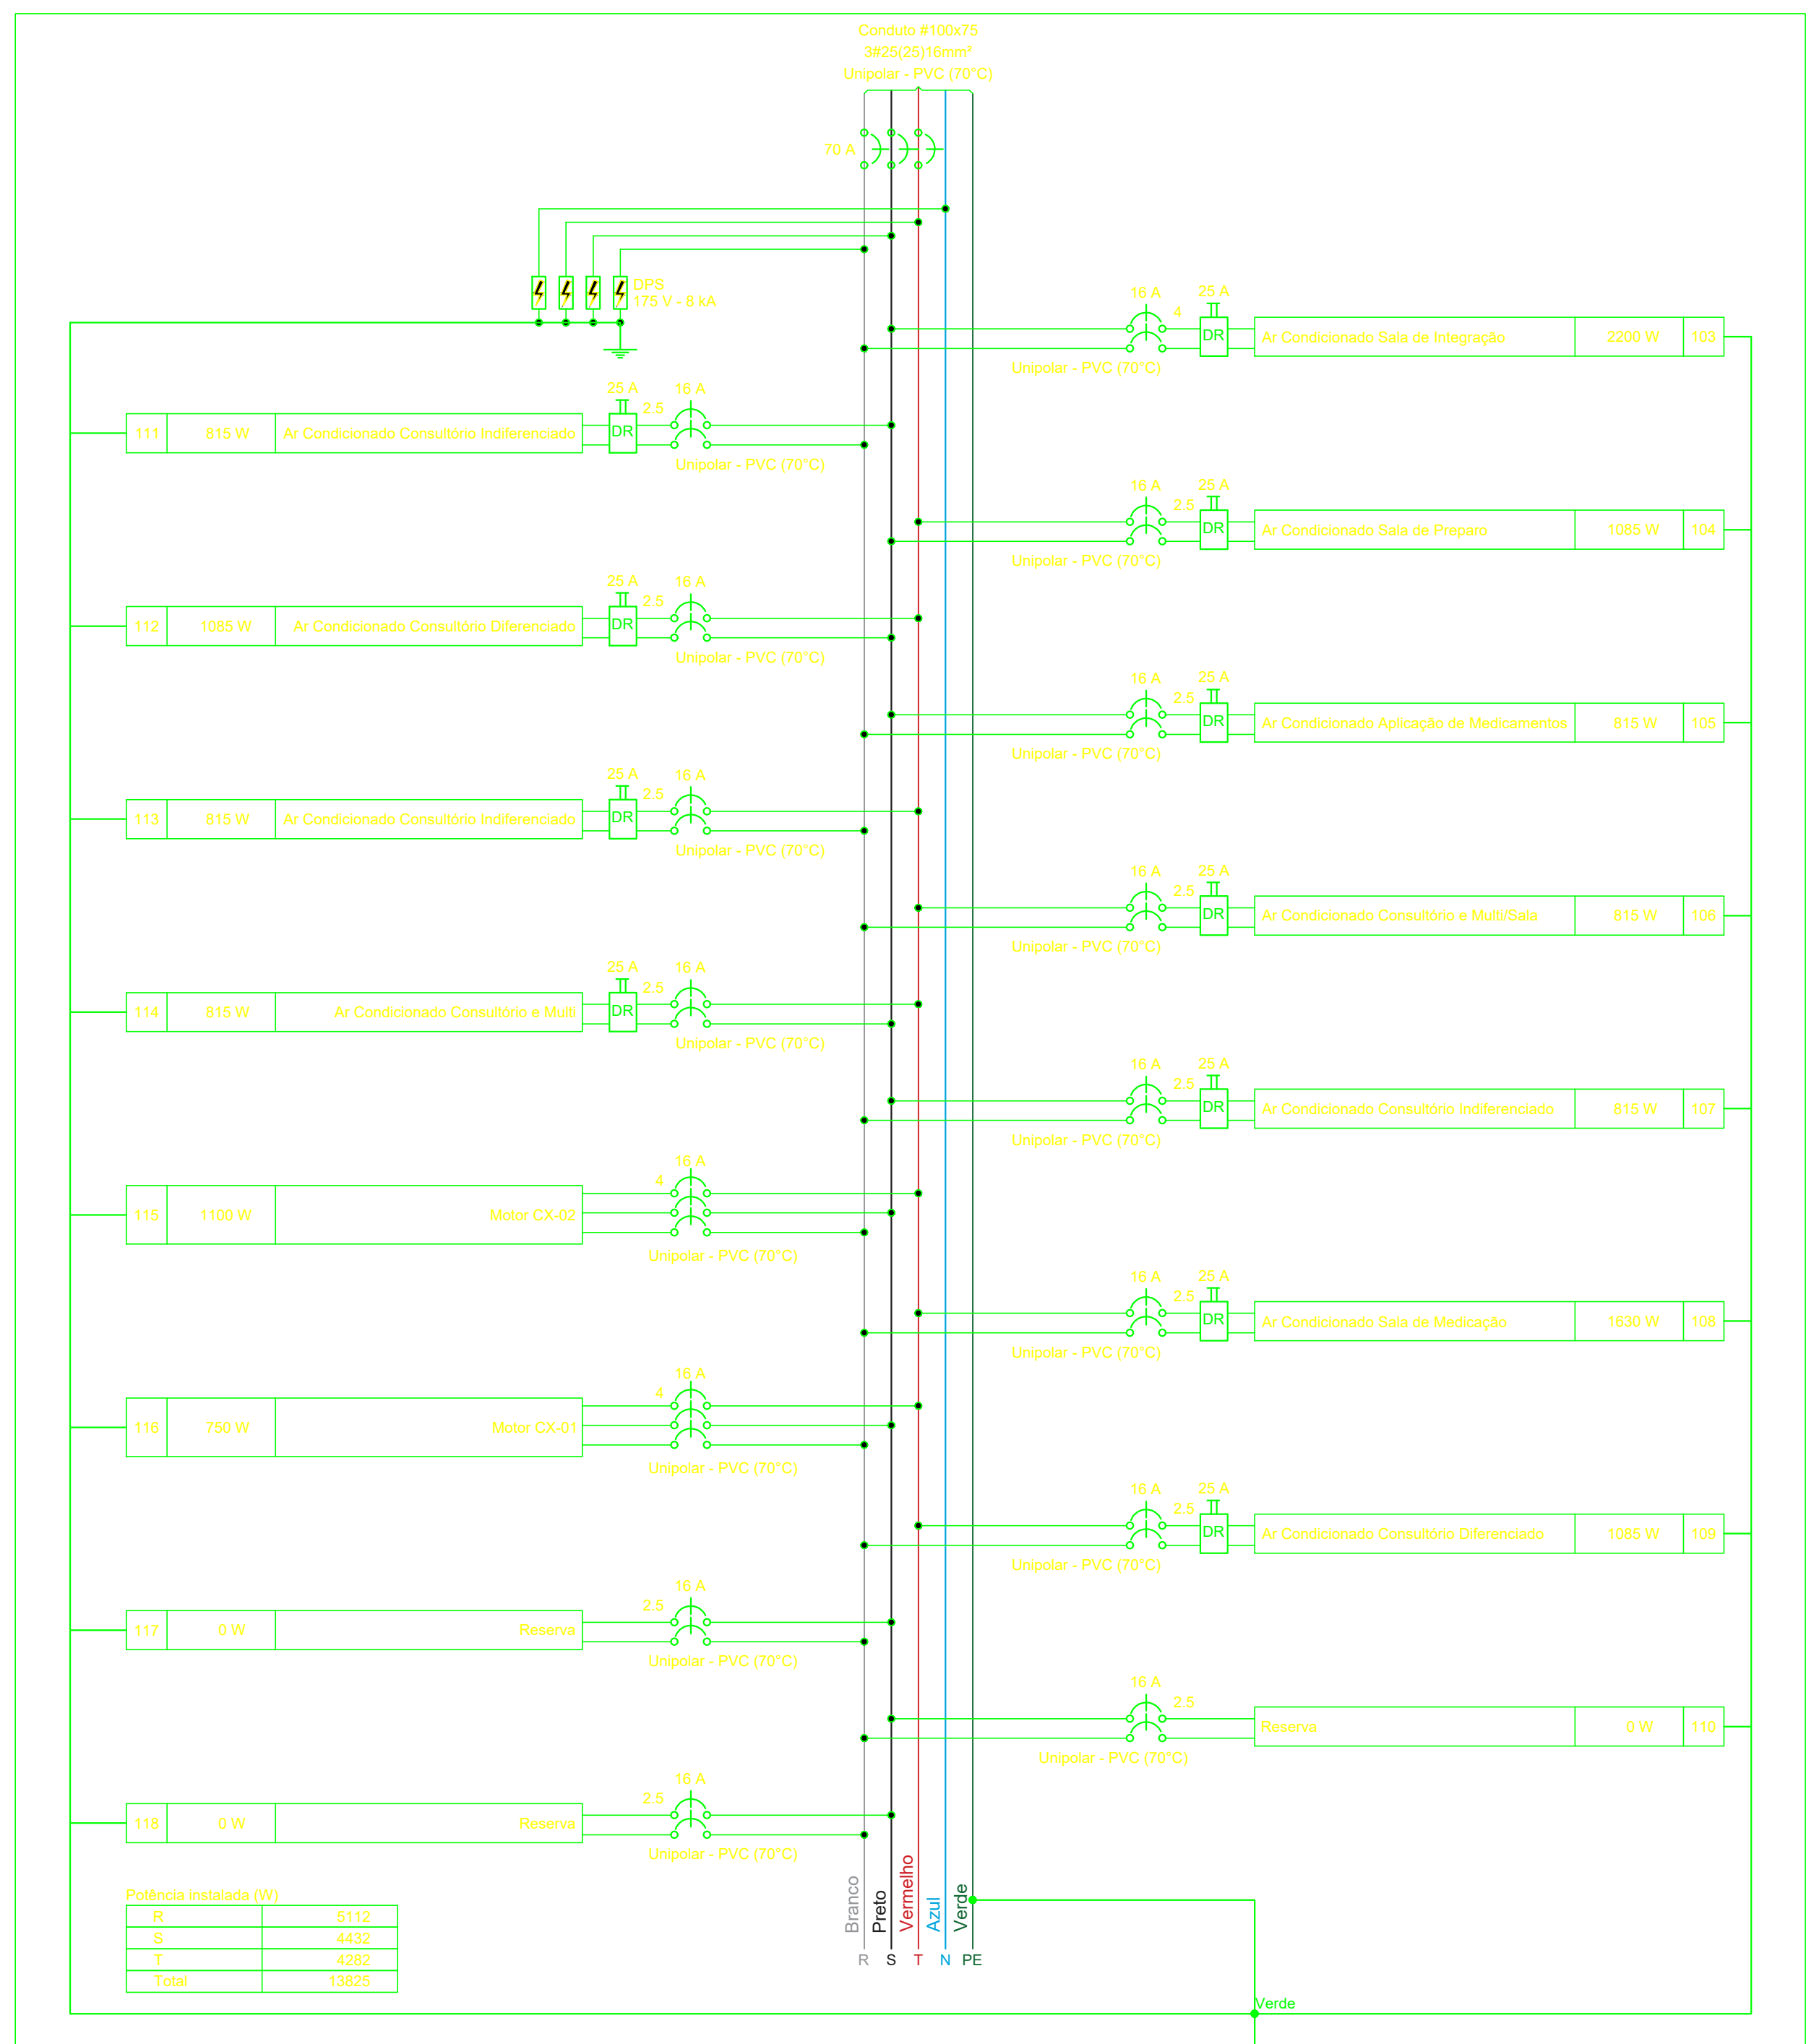 Conduto #100x75
3#25(25)16mm²
Unipolar - PVC (70°C)
70 A
DPS
175 V - 8 kA
16 A
4
25 A
DR
Ar Condicionado Sala de Integração 2200 W 103
Unipolar - PVC (70°C)
111 815 W Ar Condicionado Consultório Indiferenciado
25 A
DR
2.5
16 A
Unipolar - PVC (70°C)
16 A
2.5
25 A
DR
Ar Condicionado Sala de Preparo 1085 W 104
Unipolar - PVC (70°C)
112 1085 W Ar Condicionado Consultório Diferenciado
25 A
DR
2.5
16 A
Unipolar - PVC (70°C)
16 A
2.5
25 A
DR
Ar Condicionado Aplicação de Medicamentos 815 W 105
Unipolar - PVC (70°C)
113 815 W Ar Condicionado Consultório Indiferenciado
25 A
DR
2.5
16 A
Unipolar - PVC (70°C)
16 A
2.5
25 A
DR
Ar Condicionado Consultório e Multi/Sala 815 W 106
Unipolar - PVC (70°C)
114 815 W Ar Condicionado Consultório e Multi
25 A
DR
2.5
16 A
Unipolar - PVC (70°C)
16 A
2.5
25 A
DR
Ar Condicionado Consultório Indiferenciado 815 W 107
Unipolar - PVC (70°C)
115 1100 W Motor CX-02
4
16 A
Unipolar - PVC (70°C)
16 A
2.5
25 A
DR
Ar Condicionado Sala de Medicação 1630 W 108
Unipolar - PVC (70°C)
116 750 W Motor CX-01
4
16 A
Unipolar - PVC (70°C)
16 A
2.5
25 A
DR
Ar Condicionado Consultório Diferenciado 1085 W 109
Unipolar - PVC (70°C)
117 0 W Reserva
2.5
16 A
Unipolar - PVC (70°C)
16 A
2.5
Reserva 0 W 110
Unipolar - PVC (70°C)
118 0 W Reserva
2.5
16 A
Unipolar - PVC (70°C)
Potência instalada (W)
R 5112
S 4432
T 4282
Total 13825
Branco
Preto
Vermelho
Azul
Verde
R S T N PE
Verde